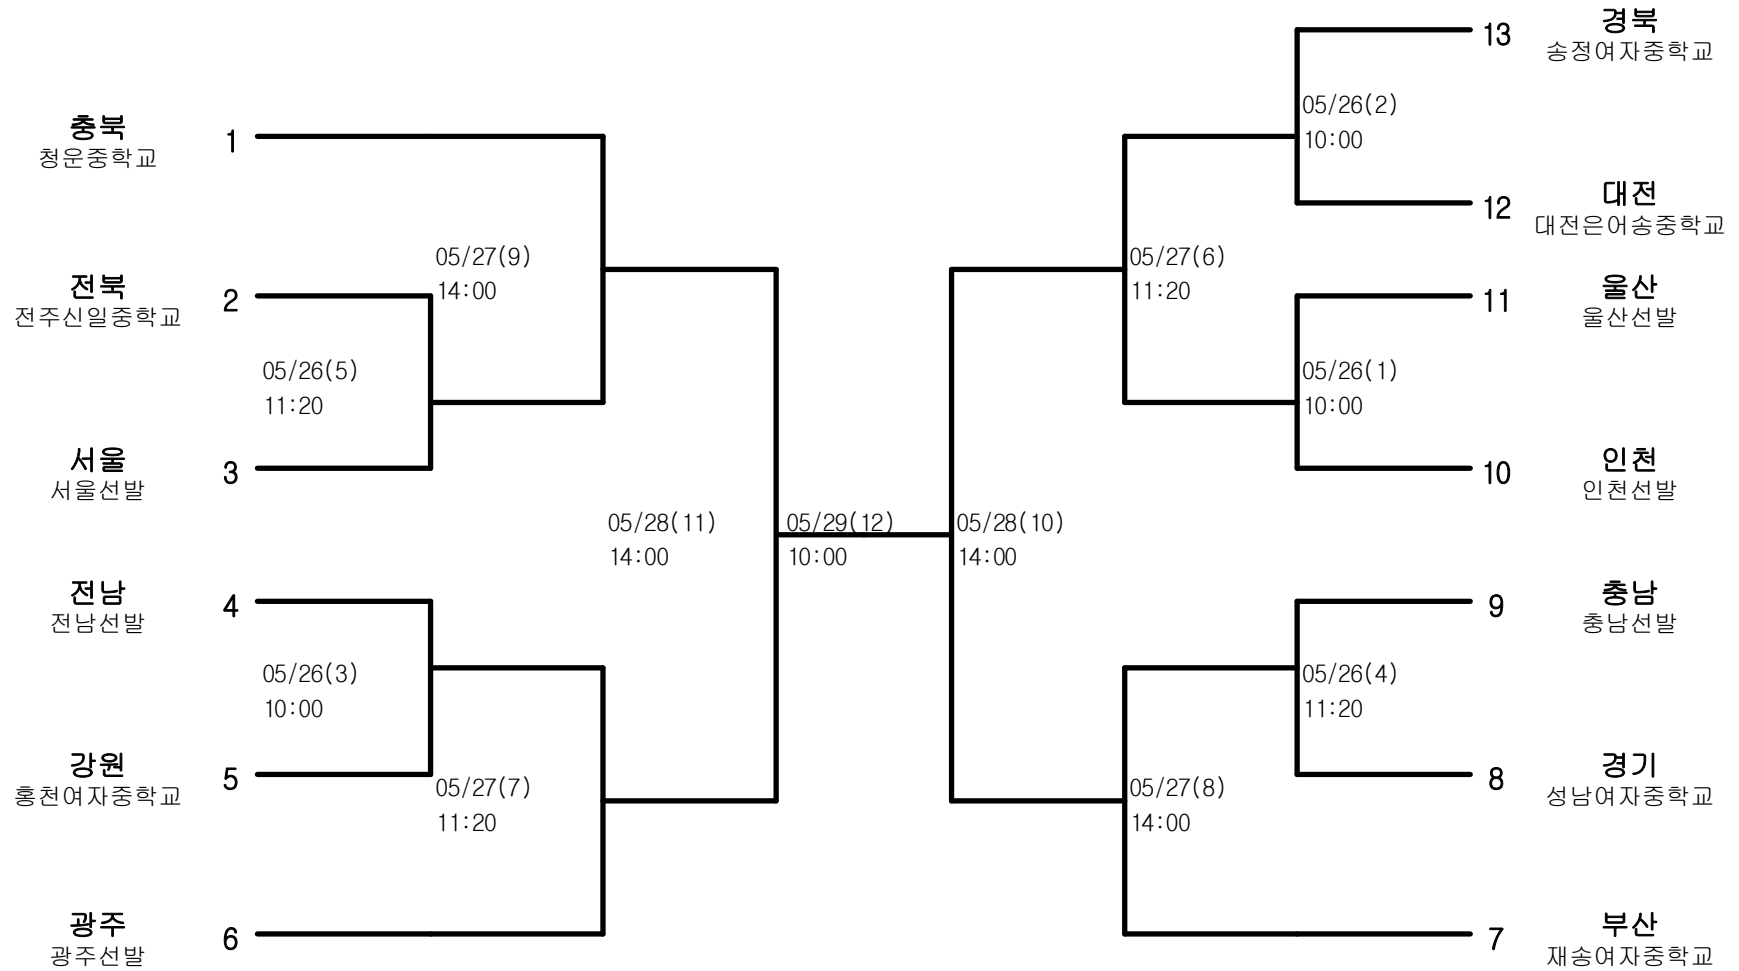 충북
청운중학교
1
05/27(9)
14:00
전북
전주신일중학교
2
05/26(5)
11:20
서울
서울선발
3
05/28(11)
14:00
전남
전남선발
4
05/26(3)
10:00
강원
홍천여자중학교
5
05/27(7)
11:20
광주
광주선발
6
05/29(12)
10:00
13
경북
송정여자중학교
05/26(2)
10:00
12
대전
대전은어송중학교
05/27(6)
11:20
11
울산
울산선발
05/26(1)
10:00
10
인천
인천선발
05/28(10)
14:00
9
충남
충남선발
05/26(4)
11:20
8
경기
성남여자중학교
05/27(8)
14:00
7
부산
재송여자중학교